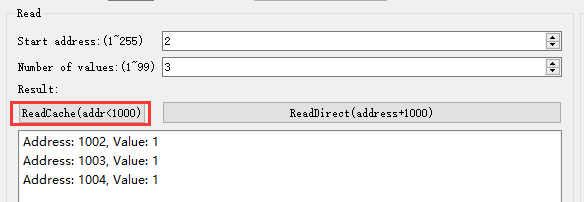 Read
Start address:(1~255)
2
Number of values:(1~99)
3
Result:
ReadCache(addr<1000)
ReadDirect(address+1000)
Address: 1002, Value: 1
Address: 1003, Value: 1
Address: 1004, Value: 1